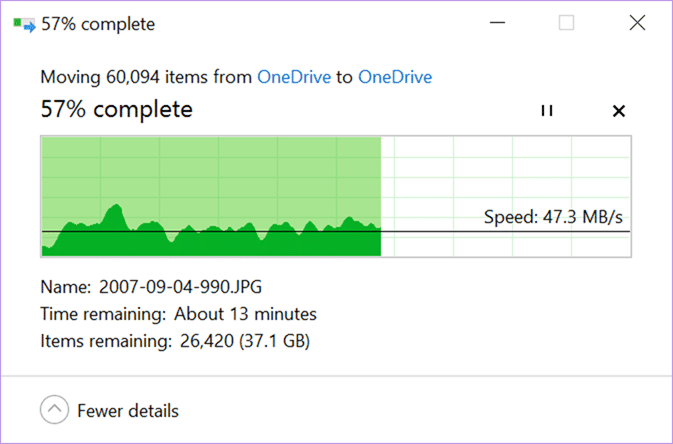 57% complete
Moving 60,094 items from OneDrive to OneDrive
57% complete
Speed: 47.3 MB/s
Name: 2007-09-04-990.JPG
Time remaining: About 13 minutes
Items remaining: 26,420 (37.1 GB)
Fewer details